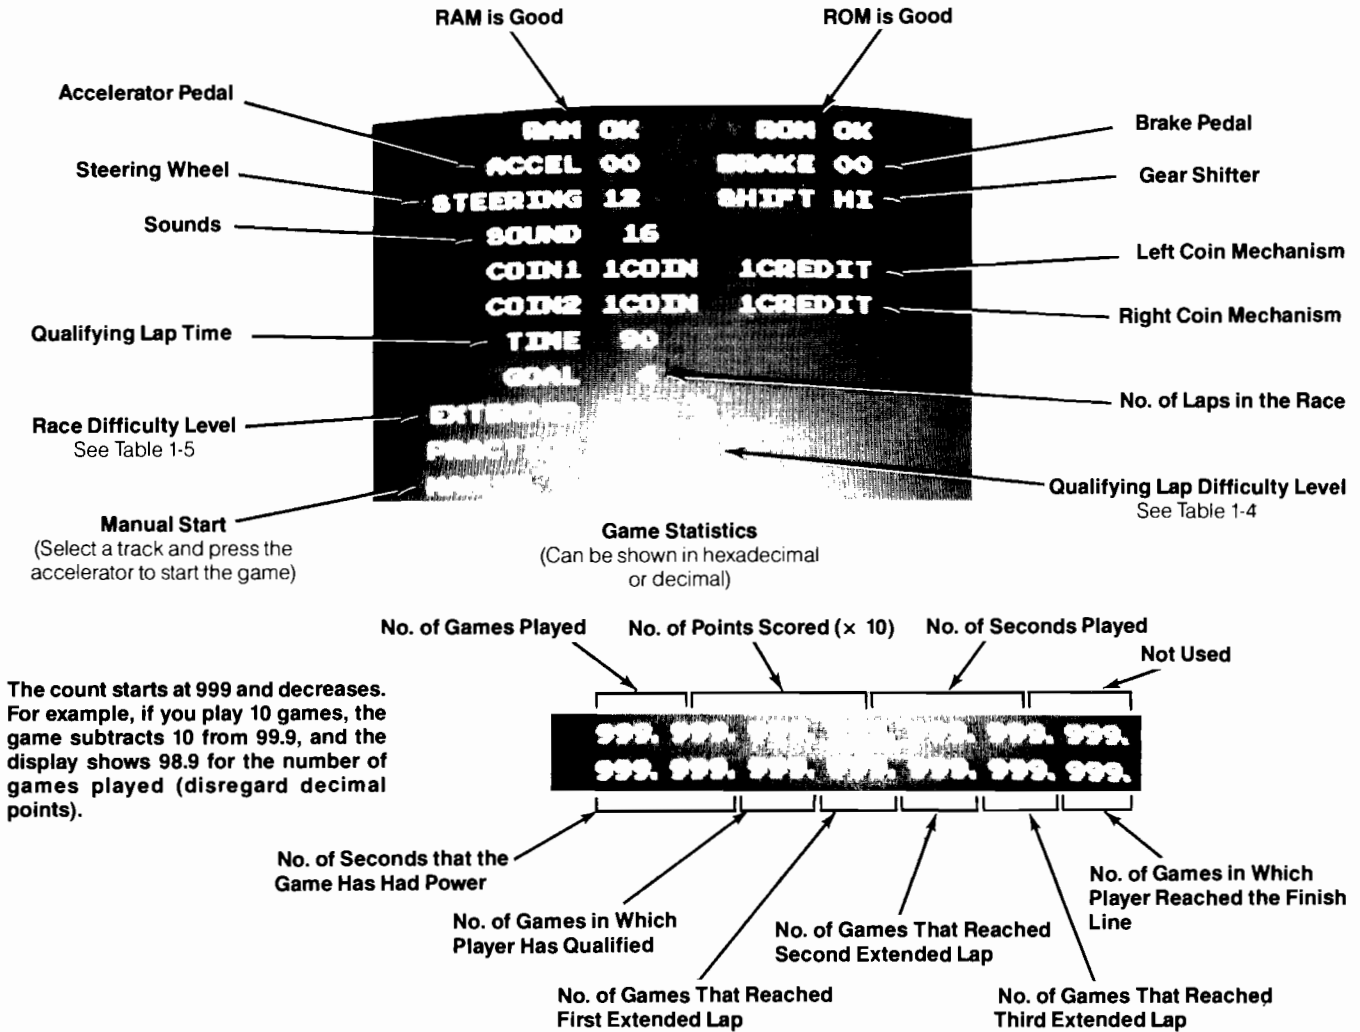 RAM is Good
ROM is Good
Accelerator Pedal
Brake Pedal
Steering Wheel
Gear Shifter
Sounds
Left Coin Mechanism
Right Coin Mechanism
Qualifying Lap Time
No. of Laps in the Race
Race Difficulty Level
See Table 1-5
Qualifying Lap Difficulty Level
See Table 1-4
Manual Start
(Select a track and press the
accelerator to start the game)
RAM OK ROM OK
ACCEL 00 BRAKE 00
STEERING 12 SHIFT HI
SOUND 16
COIN1 1COIN 1CREDIT
COIN2 1COIN 1CREDIT
TIME 90
GOAL 4
Game Statistics
(Can be shown in hexadecimal
or decimal)
No. of Games Played
No. of Points Scored (× 10)
No. of Seconds Played
Not Used
The count starts at 999 and decreases.
For example, if you play 10 games, the
game subtracts 10 from 99.9, and the
display shows 98.9 for the number of
games played (disregard decimal
points).
999. 999. 999. 999. 999.
999. 999. 999. 999. 999. 999.
No. of Seconds that the
Game Has Had Power
No. of Games in Which
Player Has Qualified
No. of Games That Reached
First Extended Lap
No. of Games That Reached
Second Extended Lap
No. of Games That Reached
Third Extended Lap
No. of Games in Which
Player Reached the Finish
Line